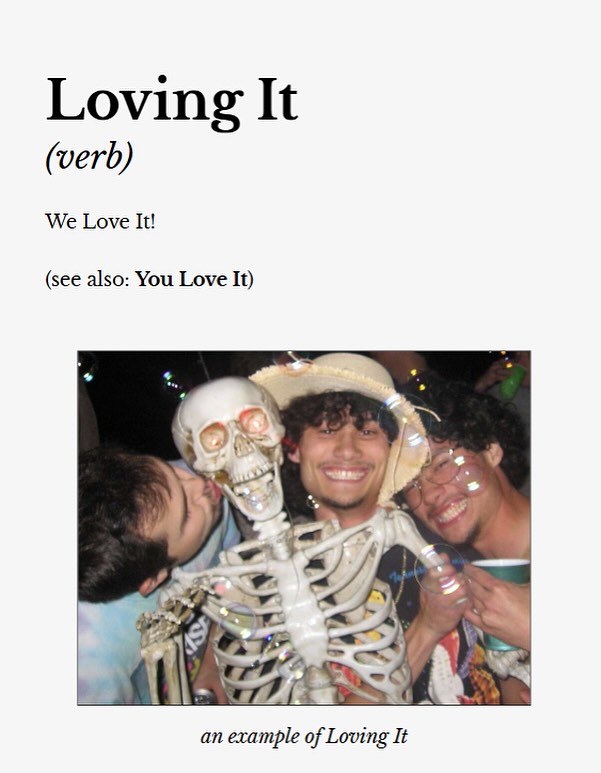 Loving It
(verb)
We Love It!
(see also: You Love It)
an example of Loving It